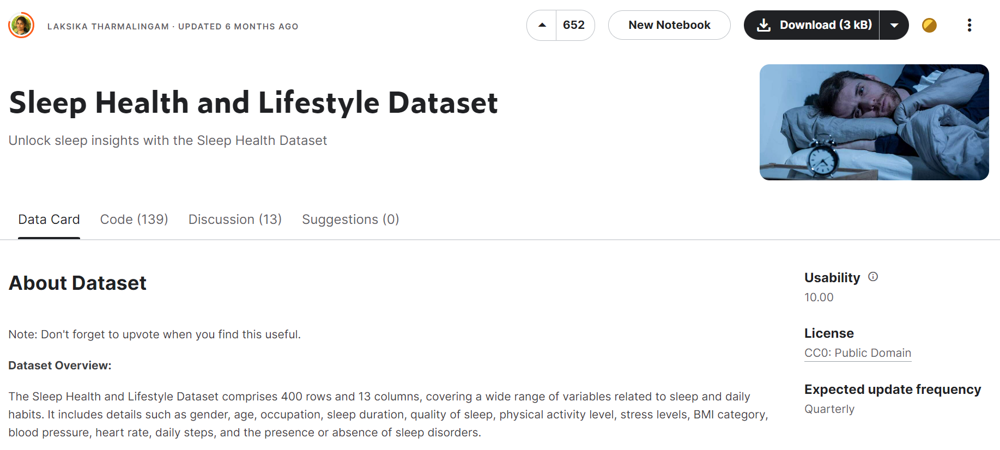 LAKSIKA THARMALINGAM · UPDATED 6 MONTHS AGO
652
New Notebook
Download (3 kB)
Sleep Health and Lifestyle Dataset
Unlock sleep insights with the Sleep Health Dataset
Data Card
Code (139)
Discussion (13)
Suggestions (0)
About Dataset
Note: Don't forget to upvote when you find this useful.
Dataset Overview:
The Sleep Health and Lifestyle Dataset comprises 400 rows and 13 columns, covering a wide range of variables related to sleep and daily
habits. It includes details such as gender, age, occupation, sleep duration, quality of sleep, physical activity level, stress levels, BMI category,
blood pressure, heart rate, daily steps, and the presence or absence of sleep disorders.
Usability
10.00
License
CC0: Public Domain
Expected update frequency
Quarterly